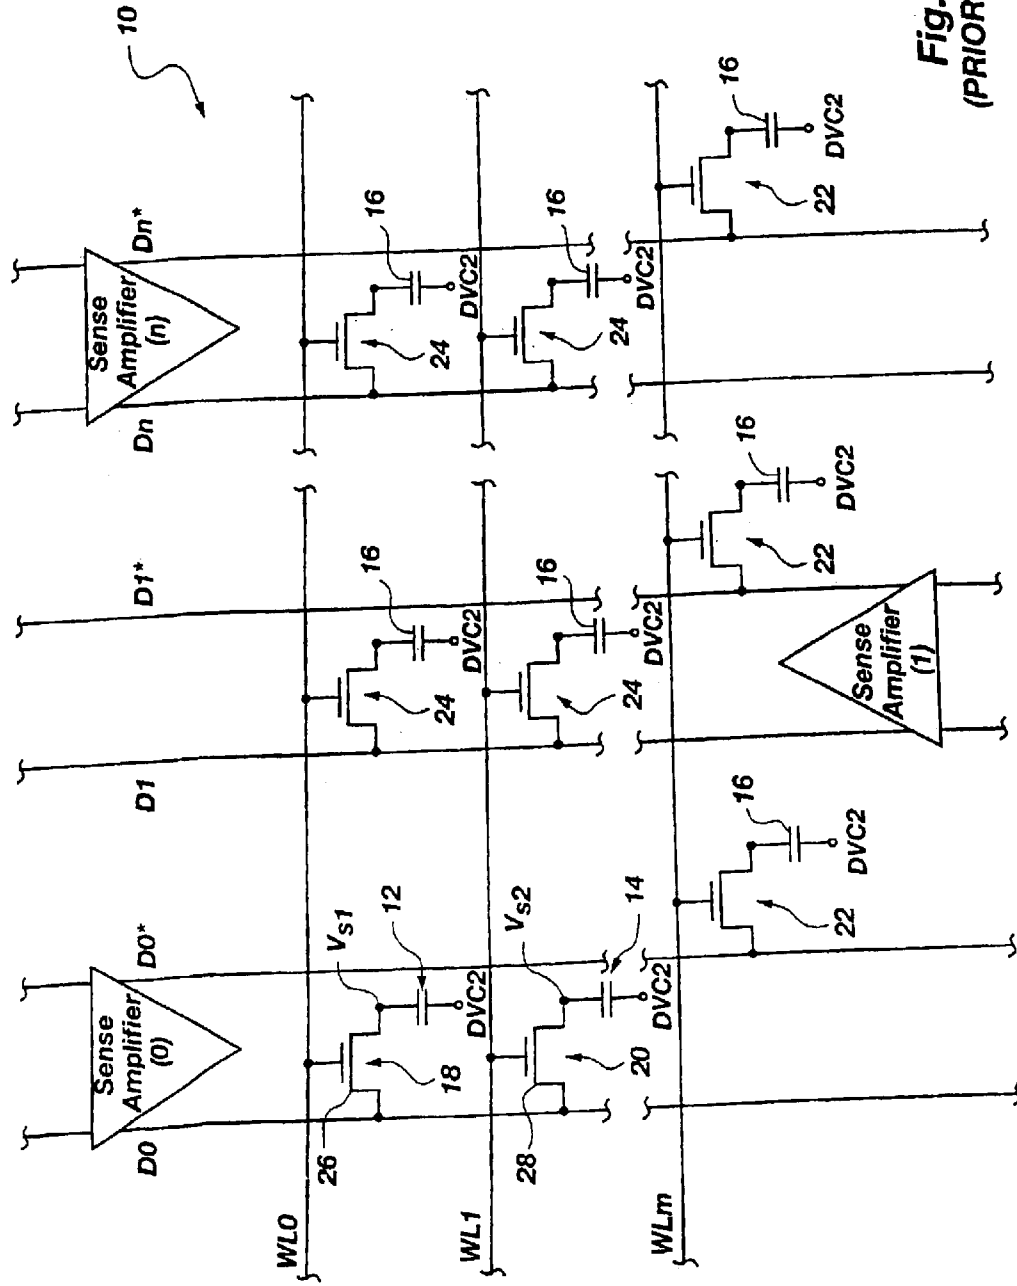 10
Sense
Amplifier
(0)
Sense
Amplifier
(n)
D0
D0*
D1
D1*
Dn
Dn*
WL0
26
18
Vs1
12
DVC2
24
16
DVC2
24
16
DVC2
WL1
28
20
Vs2
14
DVC2
24
16
DVC2
24
16
DVC2
WLm
22
16
DVC2
22
16
DVC2
22
16
DVC2
Sense
Amplifier
(1)
Fig.
(PRIOR